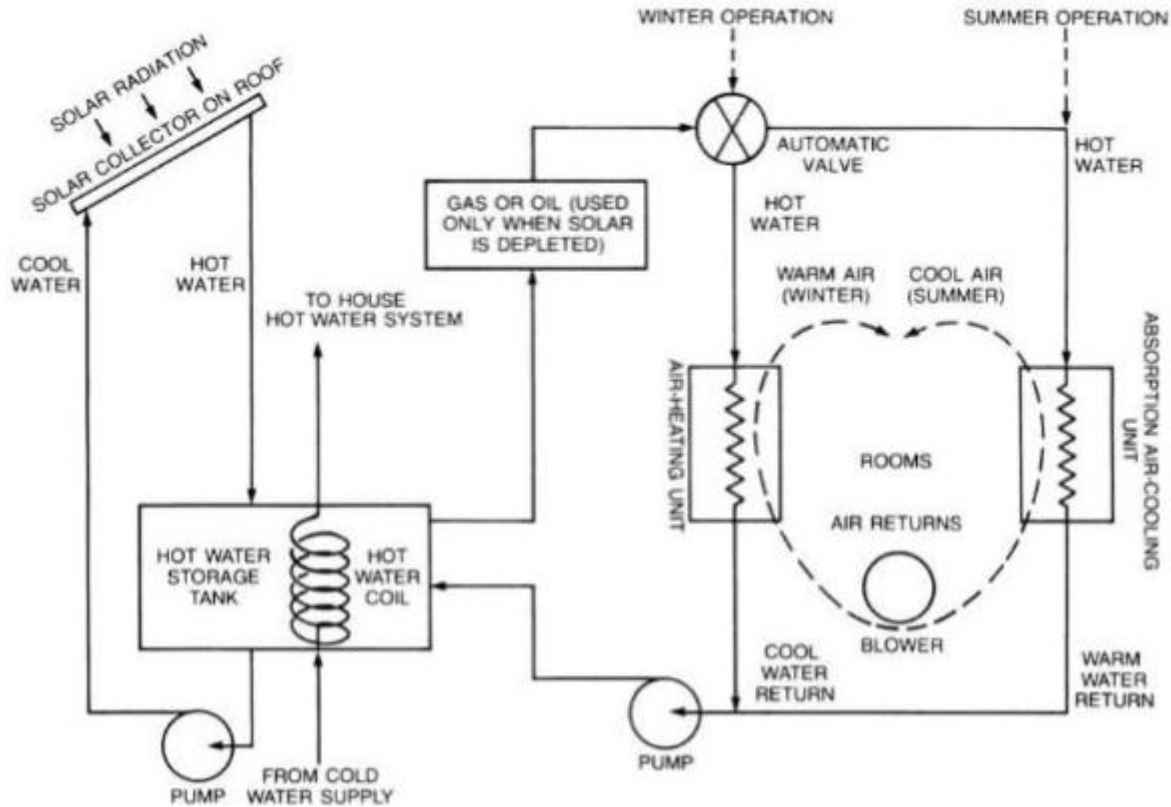 WINTER OPERATION
SUMMER OPERATION
SOLAR RADIATION
SOLAR COLLECTOR ON ROOF
AUTOMATIC
VALVE
HOT
WATER
GAS OR OIL (USED
ONLY WHEN SOLAR
IS DEPLETED)
HOT
WATER
COOL
WATER
HOT
WATER
WARM AIR
(WINTER)
COOL AIR
(SUMMER)
TO HOUSE
HOT WATER SYSTEM
AIR-HEATING UNIT
ABSORPTION AIR-COOLING
UNIT
ROOMS
AIR RETURNS
HOT WATER
STORAGE
TANK
HOT
WATER
COIL
BLOWER
COOL
WATER
RETURN
WARM
WATER
RETURN
PUMP
PUMP
FROM COLD
WATER SUPPLY